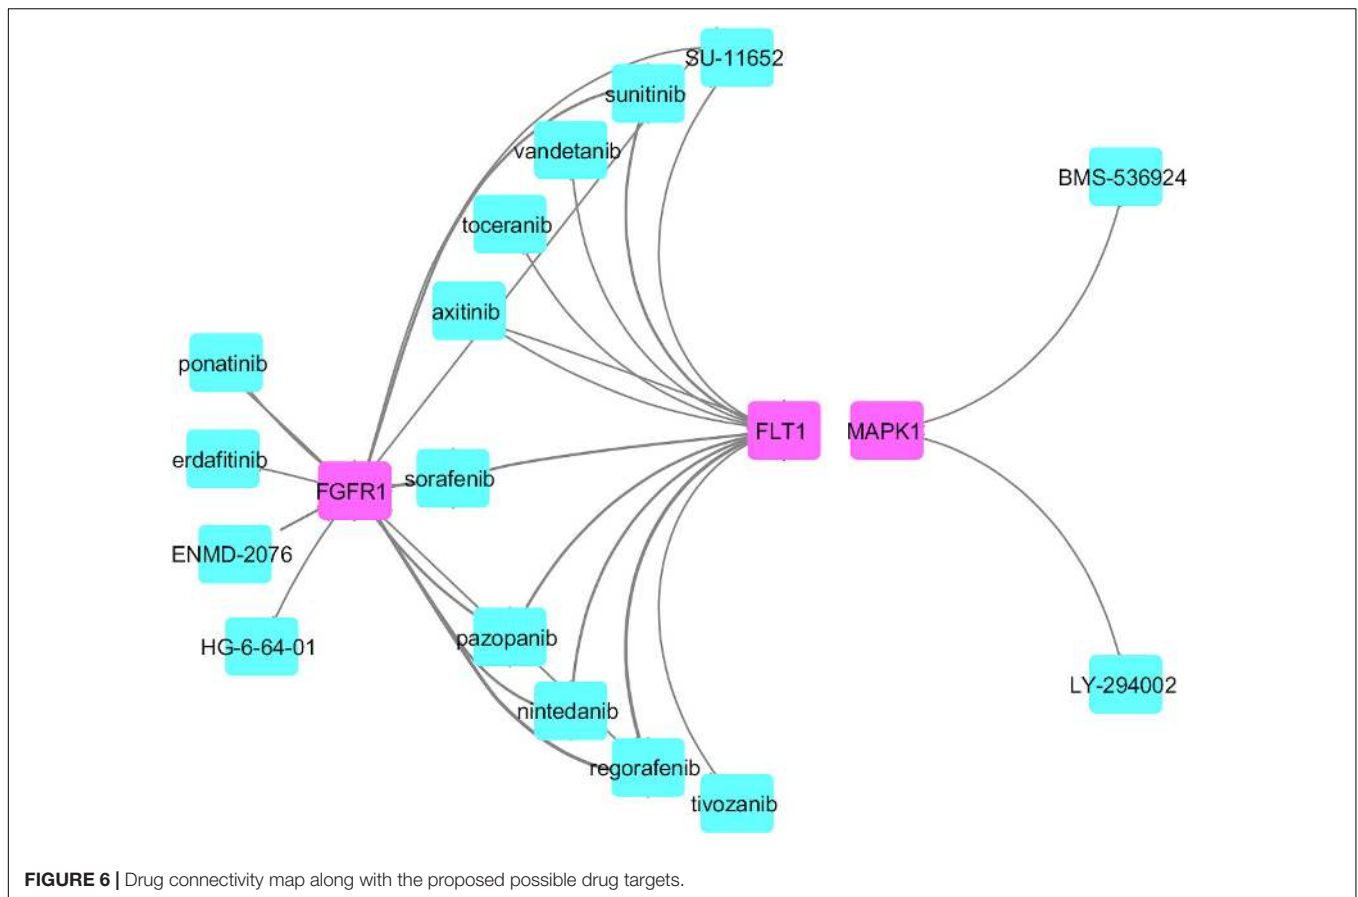 SU-11652
sunitinib
vandetanib
BMS-536924
toceranib
axitinib
ponatinib
FLT1
MAPK1
erdafitinib
sorafenib
FGFR1
ENMD-2076
pazopanib
HG-6-64-01
LY-294002
nintedanib
regorafenib
tivozanib
FIGURE 6 | Drug connectivity map along with the proposed possible drug targets.